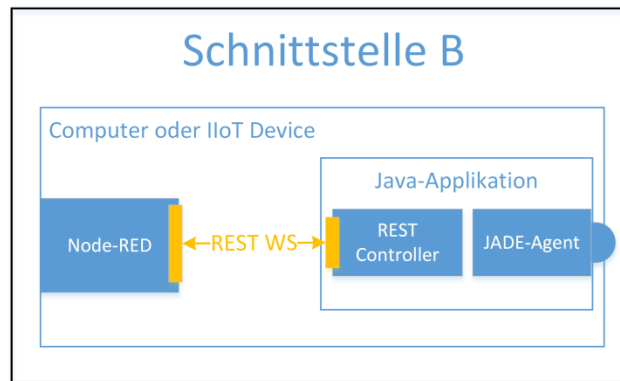 Schnittstelle B
Computer oder IIoT Device
Java-Applikation
Node-RED
REST WS
REST
Controller
JADE-Agent